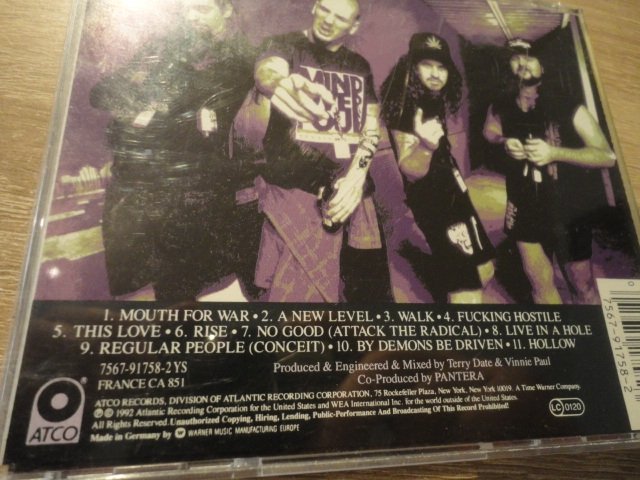 1. MOUTH FOR WAR • 2. A NEW LEVEL • 3. WALK • 4. FUCKING HOSTILE
5. THIS LOVE • 6. RISE • 7. NO GOOD (ATTACK THE RADICAL) • 8. LIVE IN A HOLE
9. REGULAR PEOPLE (CONCEIT) • 10. BY DEMONS BE DRIVEN • 11. HOLLOW
7567-91758-2 YS
FRANCE CA 851
Produced & Engineered & Mixed by Terry Date & Vinnie Paul
Co-Produced by PANTERA
ATCO RECORDS, DIVISION OF ATLANTIC RECORDING CORPORATION, 75 Rockefeller Plaza, New York, New York 10019. A Time Warner Company.
℗ © 1992 Atlantic Recording Corporation for the United States and WEA International Inc. for the world outside of the United States.
All Rights Reserved. Unauthorized Copying, Hiring, Lending, Public-Performance And Broadcasting Of This Record Prohibited!
Made in Germany by WARNER MUSIC MANUFACTURING EUROPE
ATCO
LC 0120
0 7567-91758-2